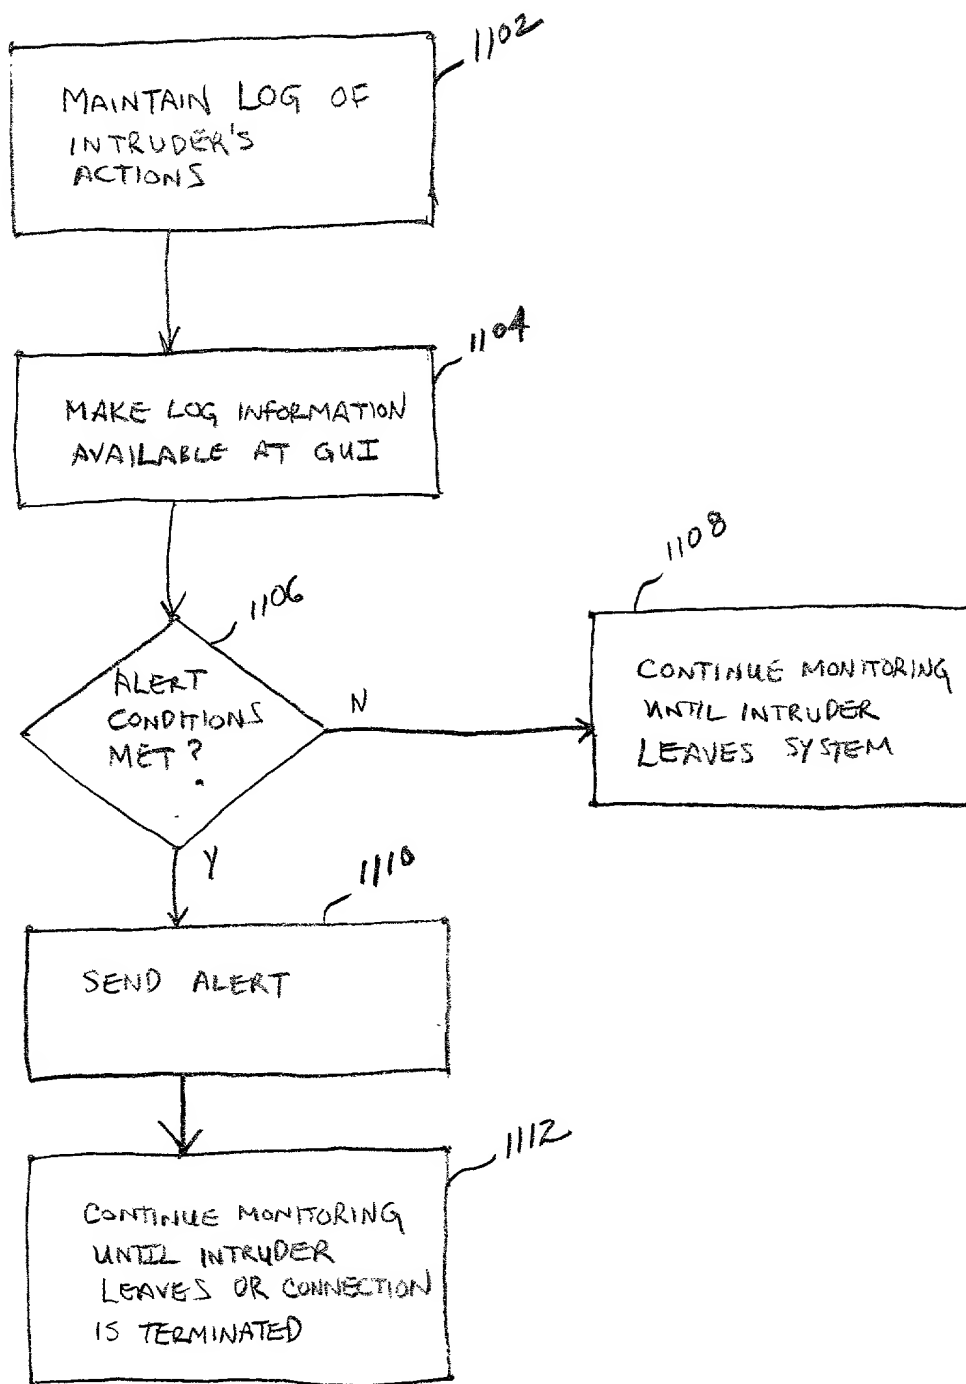 1102
MAINTAIN LOG OF
INTRUDER'S
ACTIONS
1104
MAKE LOG INFORMATION
AVAILABLE AT GUI
1106
ALERT
CONDITIONS
MET?
N
1108
CONTINUE MONITORING
UNTIL INTRUDER
LEAVES SYSTEM
Y
1110
SEND ALERT
1112
CONTINUE MONITORING
UNTIL INTRUDER
LEAVES OR CONNECTION
IS TERMINATED